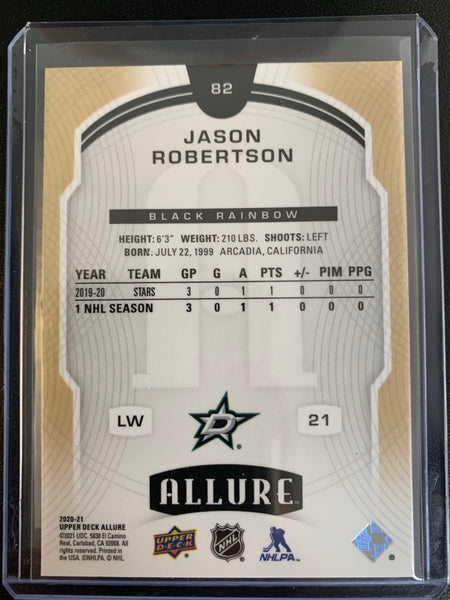 82
JASON
ROBERTSON
BLACK RAINBOW
HEIGHT: 6'3" WEIGHT: 210 LBS. SHOOTS: LEFT
BORN: JULY 22, 1999 ARCADIA, CALIFORNIA
YEAR TEAM GP G A PTS +/- PIM PPG
2019-20 STARS 3 0 1 1 0 0 0
1 NHL SEASON 3 0 1 1 0 0 0
LW
D
®
21
ALLURE™
2020-21
UPPER DECK ALLURE
©2021 UDC. 5830 El Camino
Real, Carlsbad, CA 92008. All
rights reserved. Printed in
the USA. ©NHLPA. © NHL.
UPPER
DECK
NHL
NHLPA
®